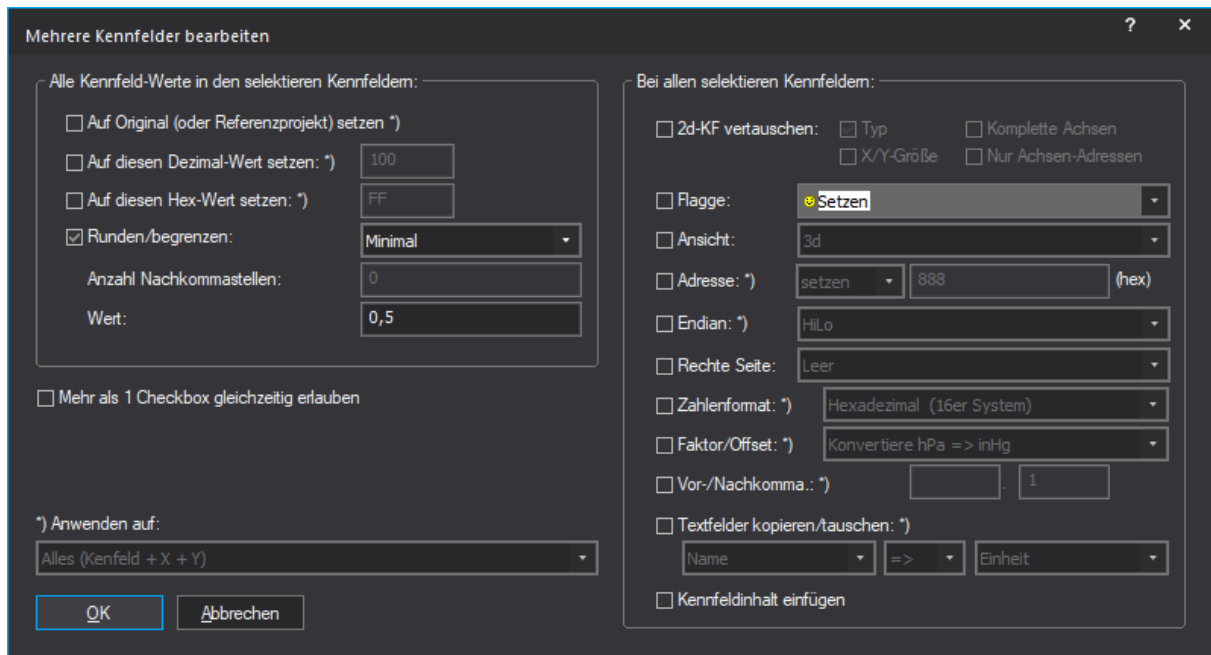 Mehrere Kennfelder bearbeiten
? ×
Alle Kennfeld-Werte in den selektieren Kennfeldern:
Auf Original (oder Referenzprojekt) setzen *)
Auf diesen Dezimal-Wert setzen: *) 100
Auf diesen Hex-Wert setzen: *) FF
Runden/begrenzen: Minimal
Anzahl Nachkommastellen: 0
Wert: 0,5
Mehr als 1 Checkbox gleichzeitig erlauben
*) Anwenden auf:
Alles (Kenfeld + X + Y)
OK Abbrechen
Bei allen selektieren Kennfeldern:
2d-KF vertauschen: Typ Komplette Achsen
X/Y-Größe Nur Achsen-Adressen
Flagge: Setzen
Ansicht: 3d
Adresse: *) setzen 888 (hex)
Endian: *) HiLo
Rechte Seite: Leer
Zahlenformat: *) Hexadezimal (16er System)
Faktor/Offset: *) Konvertiere hPa => inHg
Vor-/Nachkomma.: *) . 1
Textfelder kopieren/tauschen: *)
Name => Einheit
Kennfeldinhalt einfügen